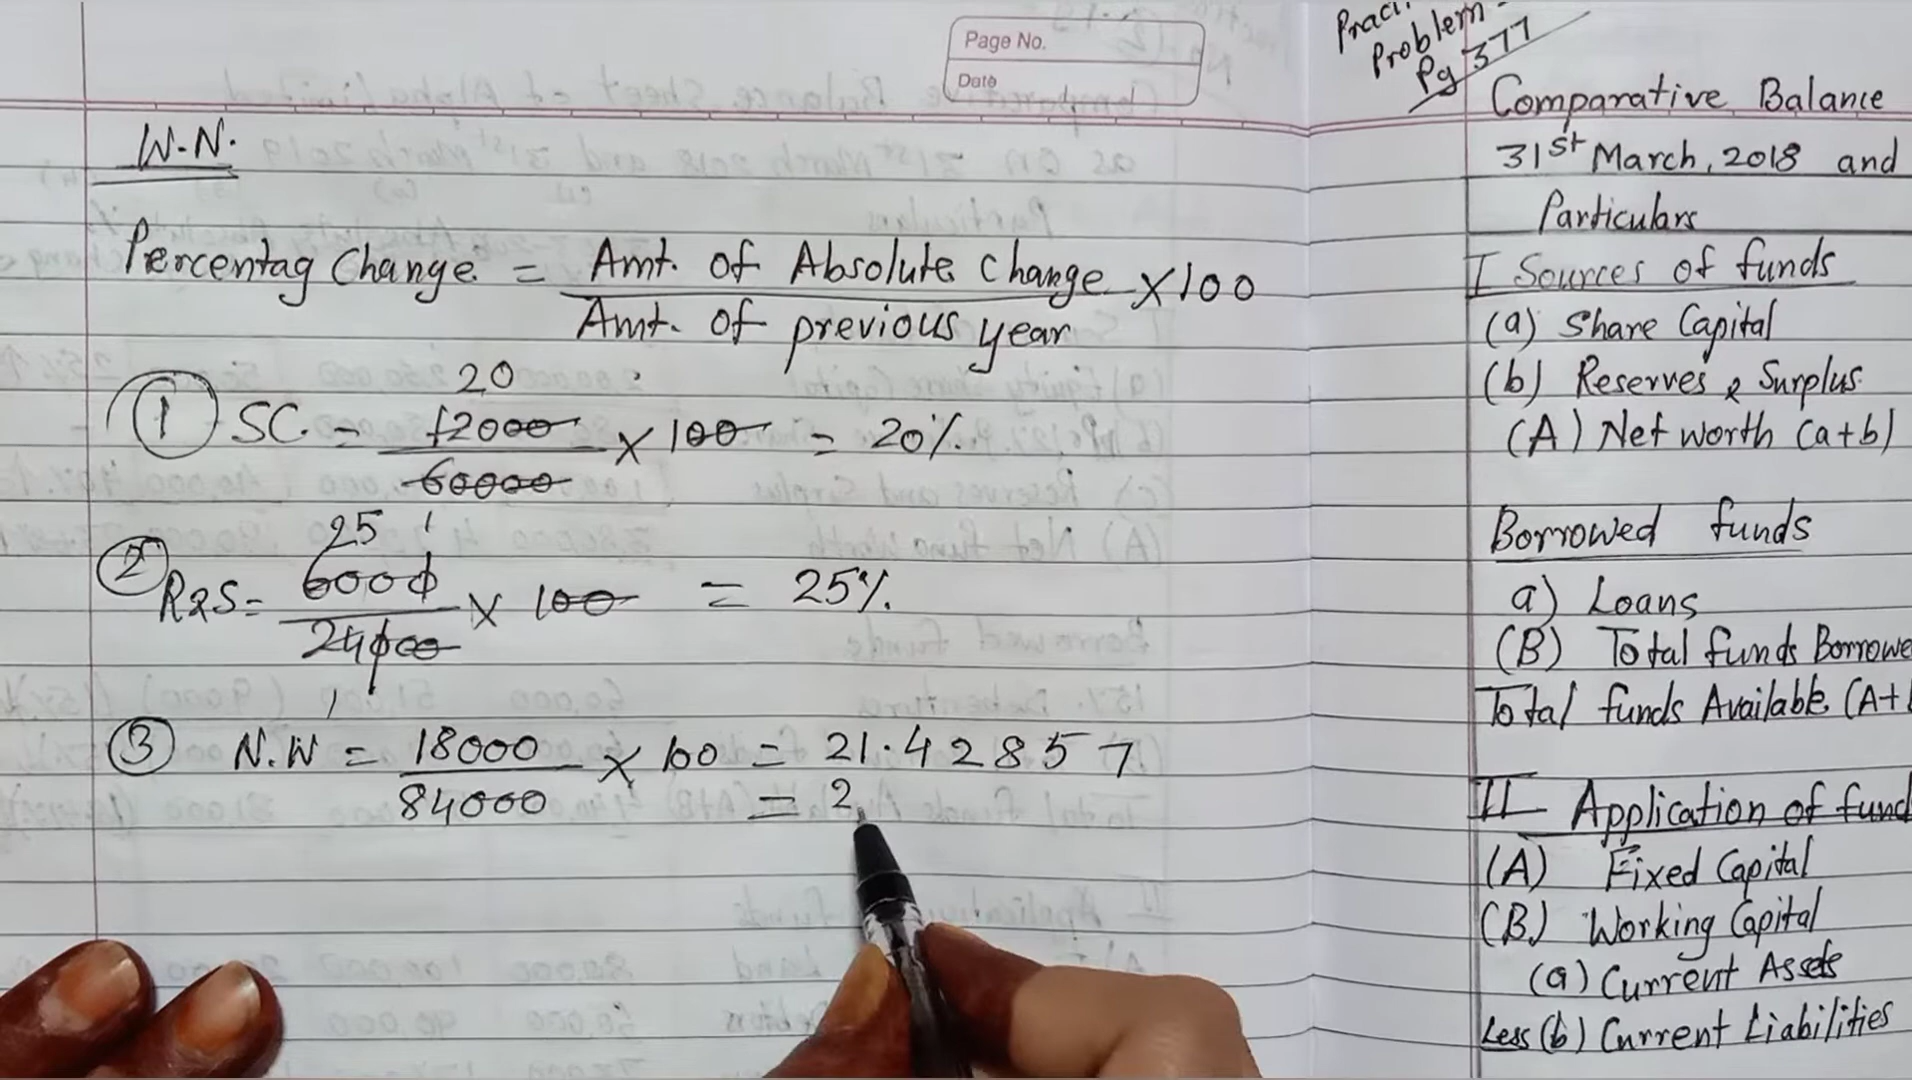 Page No.
Date
Problem
Pg 377
W.N.
Percentag Change = Amt. of Absolute Change × 100
Amt. of previous year
20
① SC = 12000 × 100 = 20%
60000
25 1
② R&S = 6000 × 100 = 25%
24000
1
③ N.W = 18000 × 100 = 21.42857
84000 = 2
Comparative Balance
31st March, 2018 and
Particulars
I Sources of funds
(a) Share Capital
(b) Reserves & Surplus
(A) Net worth (a+b)
Borrowed funds
a) Loans
(B) Total funds Borrowe
Total funds Available (A+
II Application of fund
(A) Fixed Capital
(B) Working Capital
(a) Current Assets
Less (b) Current Liabilities